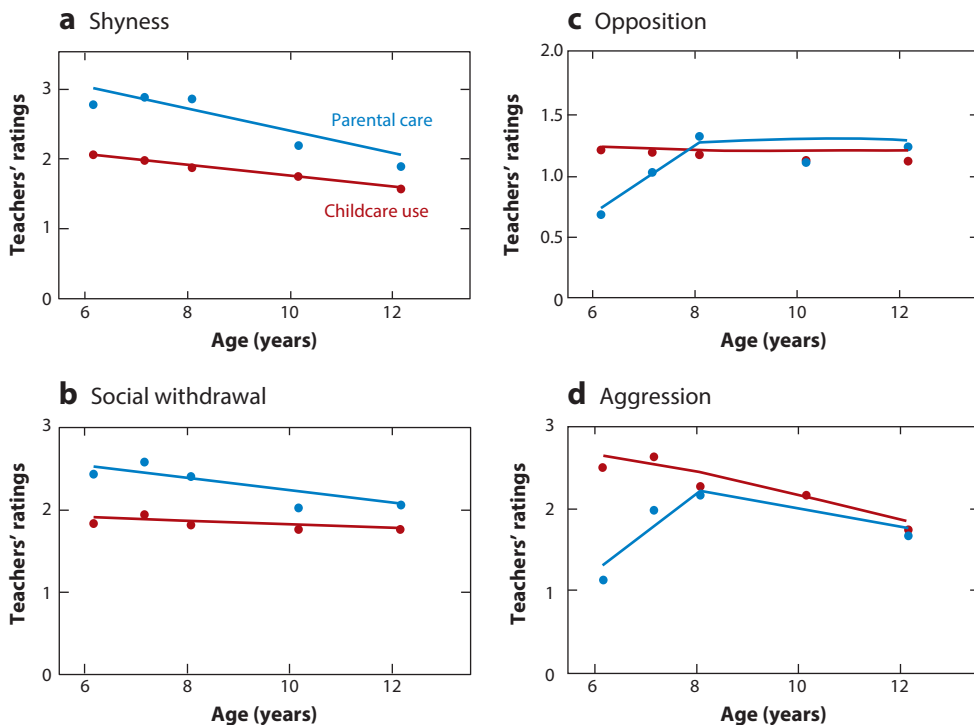 a Shyness
Teachers' ratings
3
2
1
0
Parental care
Childcare use
6 8 10 12
Age (years)
b Social withdrawal
Teachers' ratings
3
2
1
0
6 8 10 12
Age (years)
c Opposition
Teachers' ratings
2.0
1.5
1.0
0.5
0
6 8 10 12
Age (years)
d Aggression
Teachers' ratings
3
2
1
0
6 8 10 12
Age (years)